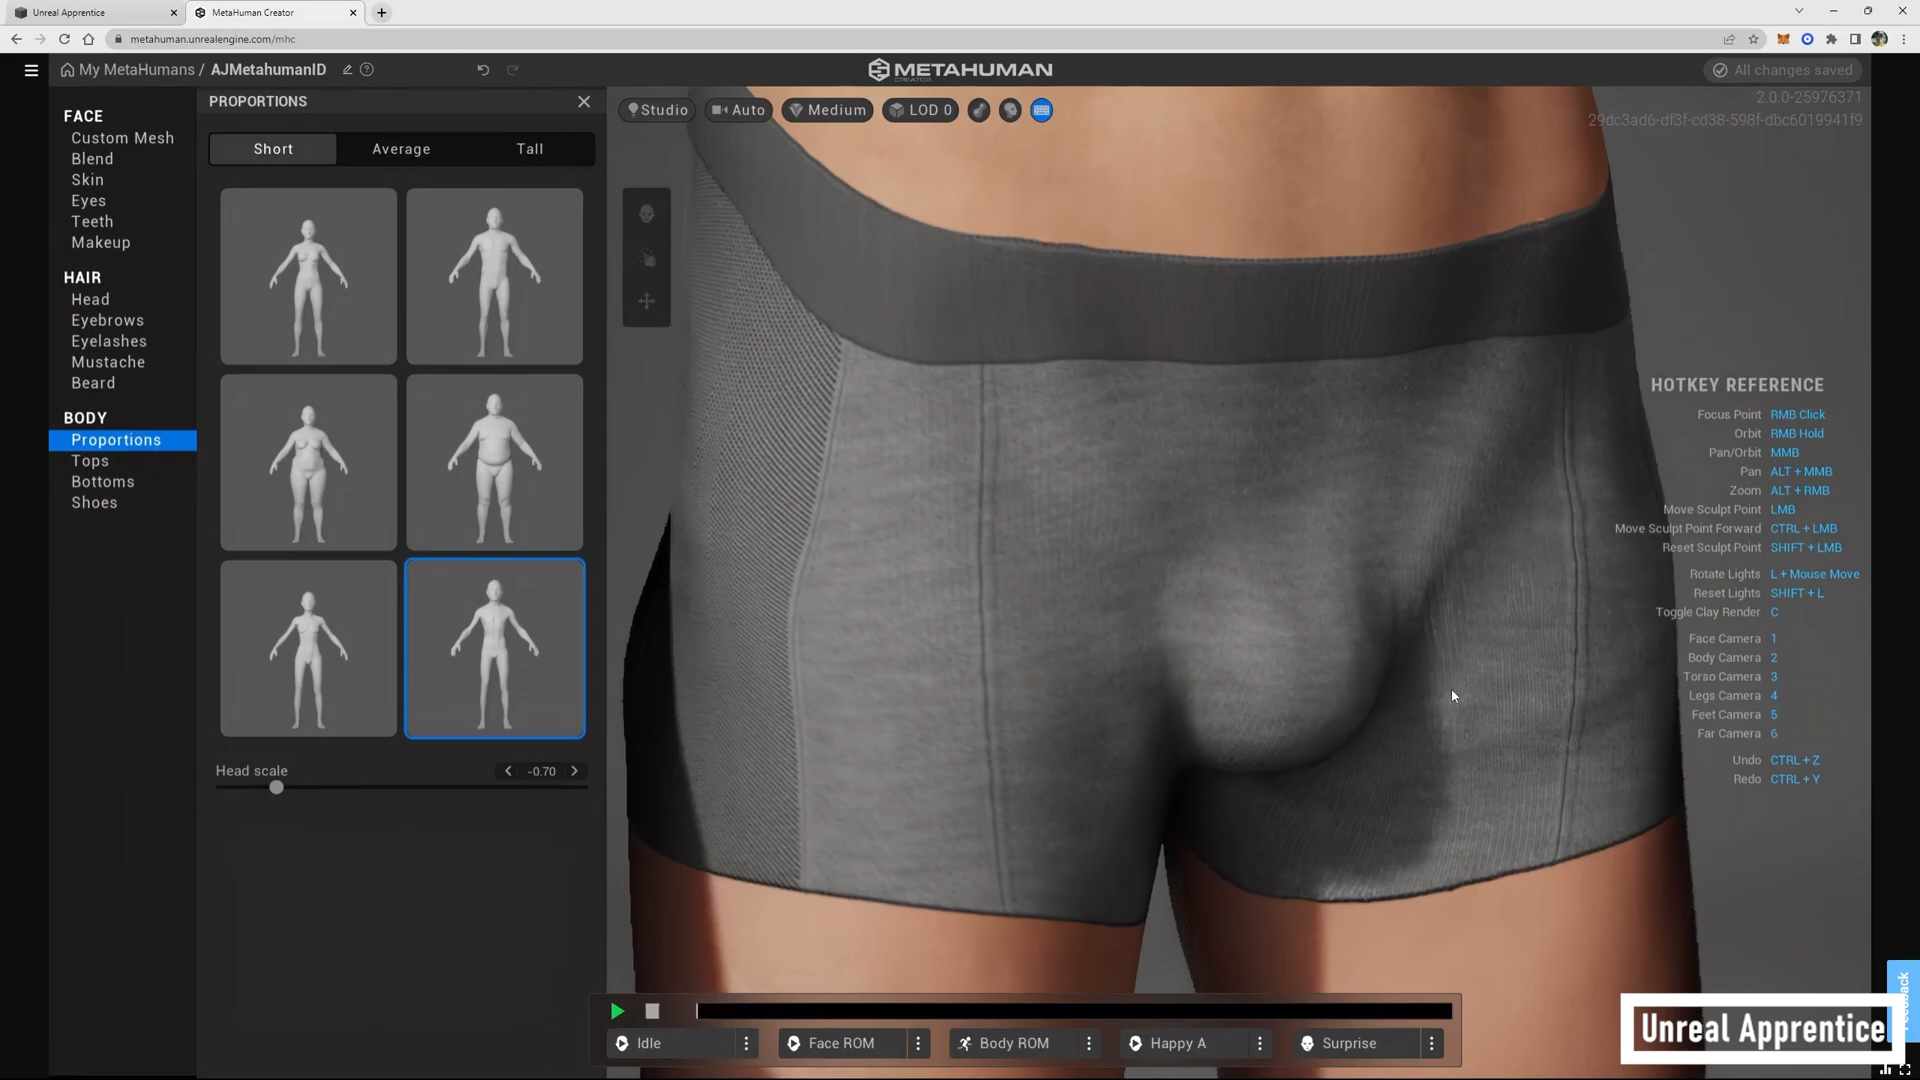 Unreal Apprentice
MetaHuman Creator
metahuman.unrealengine.com/mhc
My MetaHumans / AJMetahumanID
METAHUMAN
CREATOR
All changes saved
FACE
Custom Mesh
Blend
Skin
Eyes
Teeth
Makeup
HAIR
Head
Eyebrows
Eyelashes
Mustache
Beard
BODY
Proportions
Tops
Bottoms
Shoes
PROPORTIONS
Short
Average
Tall
Head scale
-0.70
Studio
Auto
Medium
LOD 0
2.0.0-25976371
29dc3ad6-df3f-cd38-598f-dbc6019941f9
HOTKEY REFERENCE
Focus Point RMB Click
Orbit RMB Hold
Pan/Orbit MMB
Pan ALT + MMB
Zoom ALT + RMB
Move Sculpt Point LMB
Move Sculpt Point Forward CTRL + LMB
Reset Sculpt Point SHIFT + LMB
Rotate Lights L + Mouse Move
Reset Lights SHIFT + L
Toggle Clay Render C
Face Camera 1
Body Camera 2
Torso Camera 3
Legs Camera 4
Feet Camera 5
Far Camera 6
Undo CTRL + Z
Redo CTRL + Y
Idle
Face ROM
Body ROM
Happy A
Surprise
Feedback
Unreal Apprentice